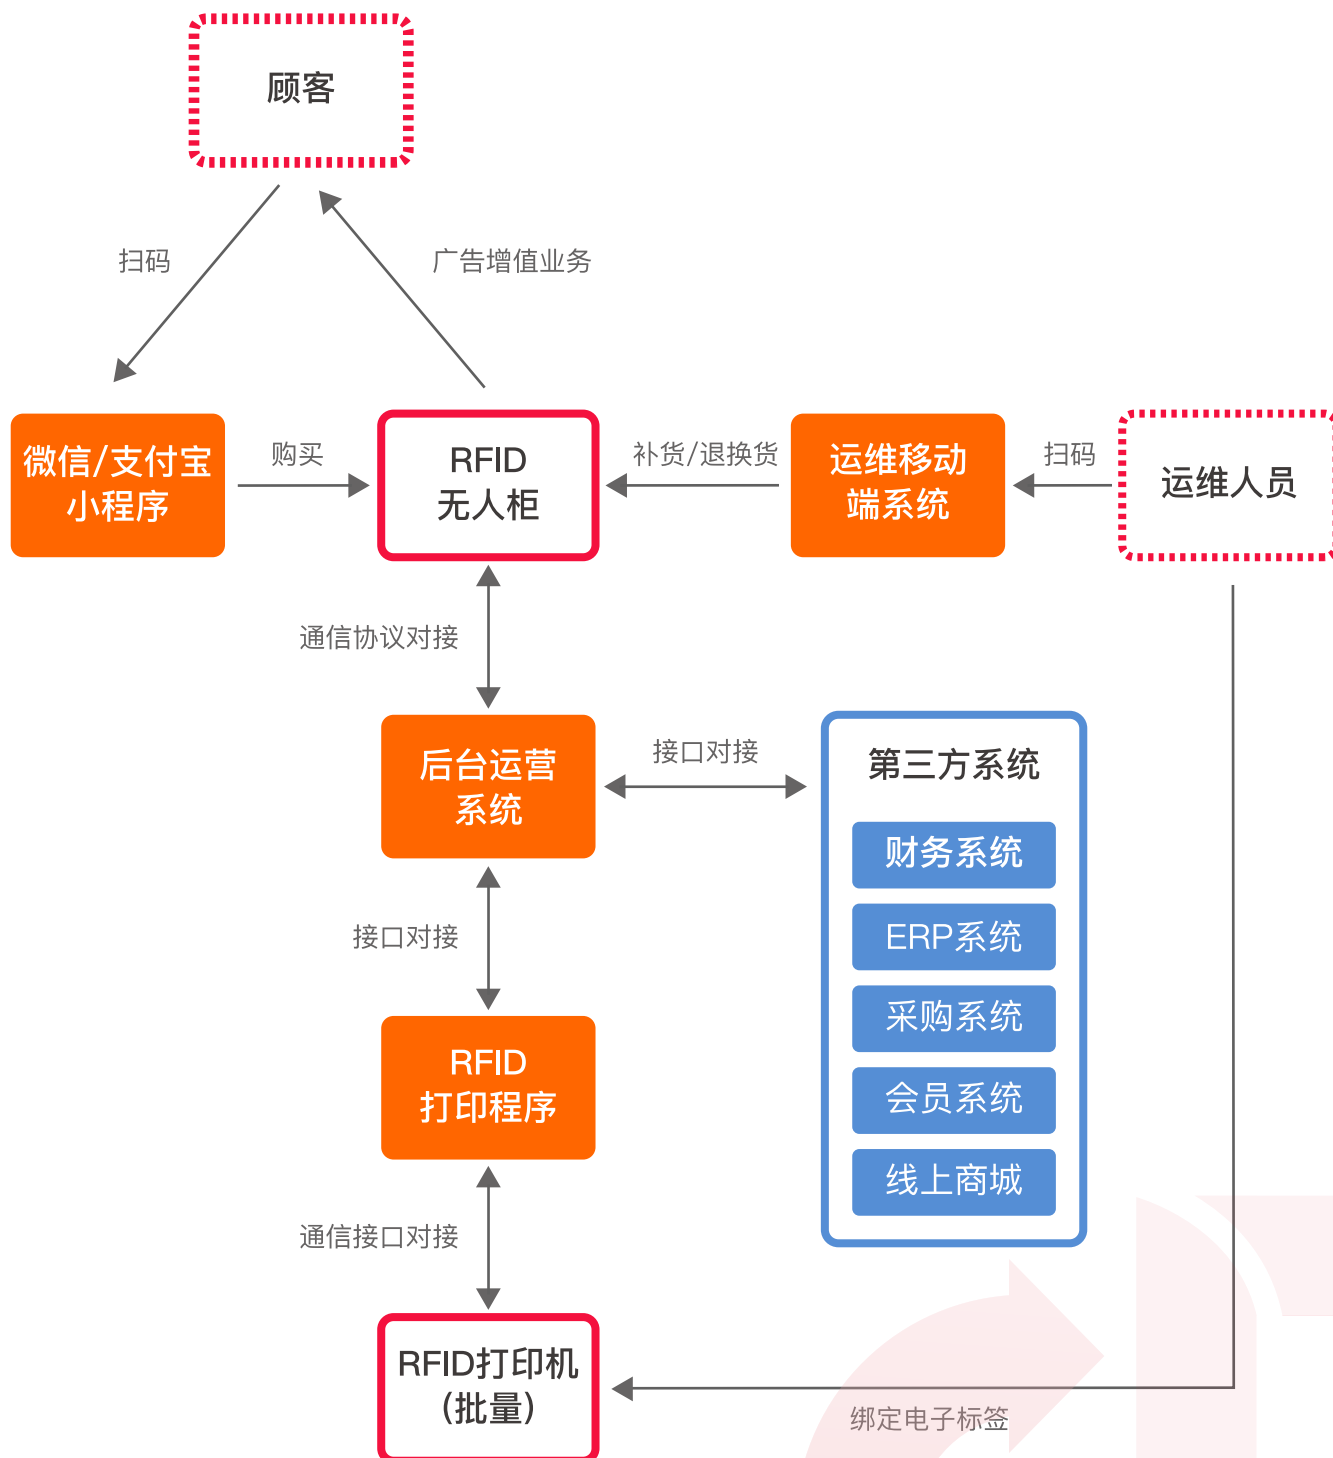 顾客
扫码
广告增值业务
微信/支付宝
小程序
购买
RFID
无人柜
补货/退换货
运维移动
端系统
扫码
运维人员
通信协议对接
后台运营
系统
接口对接
第三方系统
财务系统
ERP系统
采购系统
会员系统
线上商城
接口对接
RFID
打印程序
通信接口对接
RFID打印机
(批量)
绑定电子标签